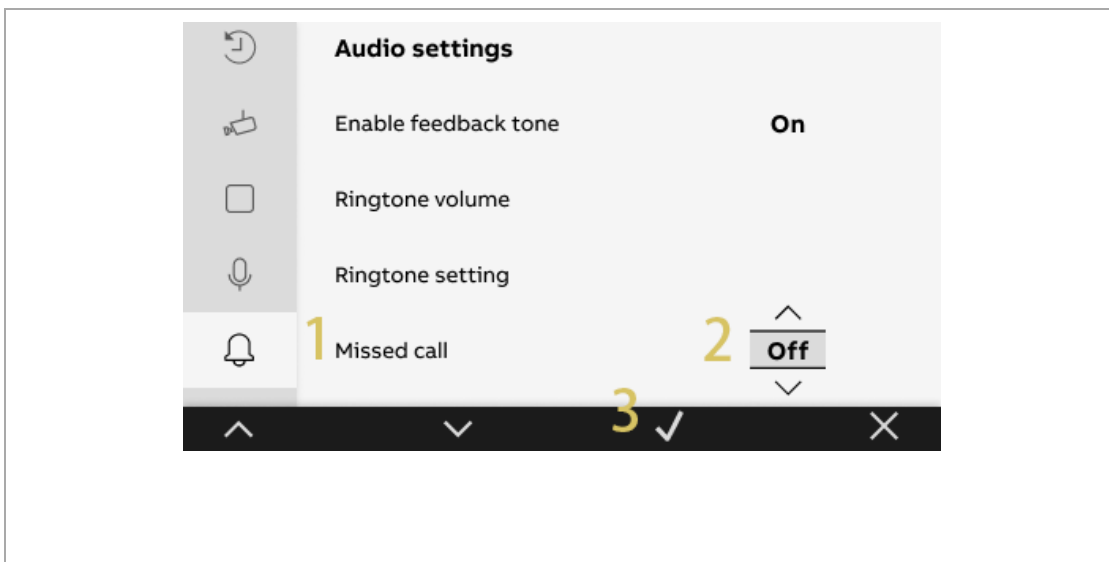 Audio settings
Enable feedback tone On
Ringtone volume
Ringtone setting
1 Missed call 2 Off
3